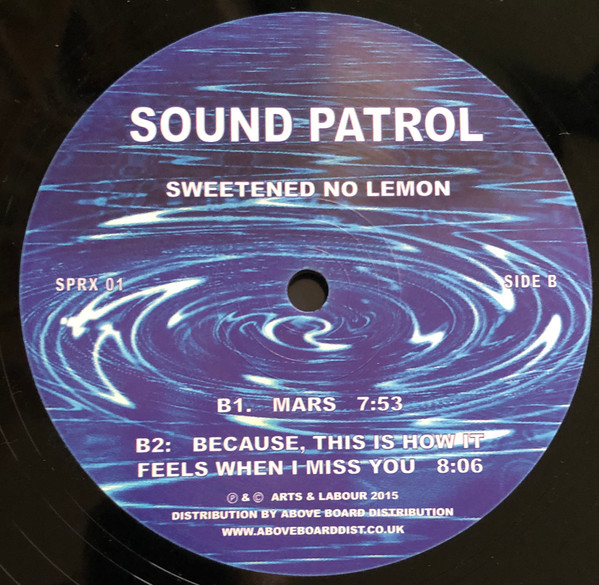 SOUND PATROL
SWEETENED NO LEMON
SPRX 01
SIDE B
B1. MARS 7:53
B2: BECAUSE, THIS IS HOW IT
FEELS WHEN I MISS YOU 8:06
℗ & © ARTS & LABOUR 2015
DISTRIBUTION BY ABOVE BOARD DISTRIBUTION
WWW.ABOVEBOARDDIST.CO.UK